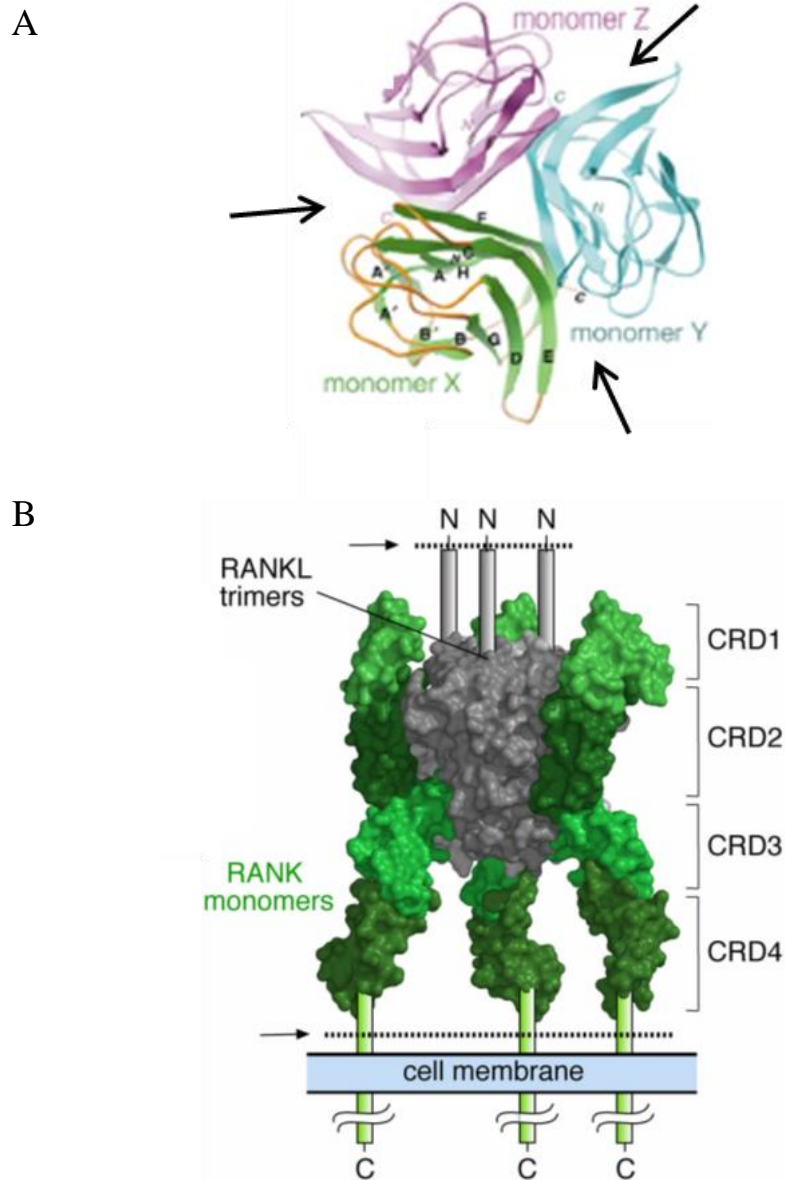 A
monomer Z
C
N
N
C
F
A" A N H C
c
A'
B' B G D E
monomer Y
monomer X
B
N N N
RANKL
trimers
CRD1
CRD2
CRD3
RANK
monomers
CRD4
cell membrane
C C C